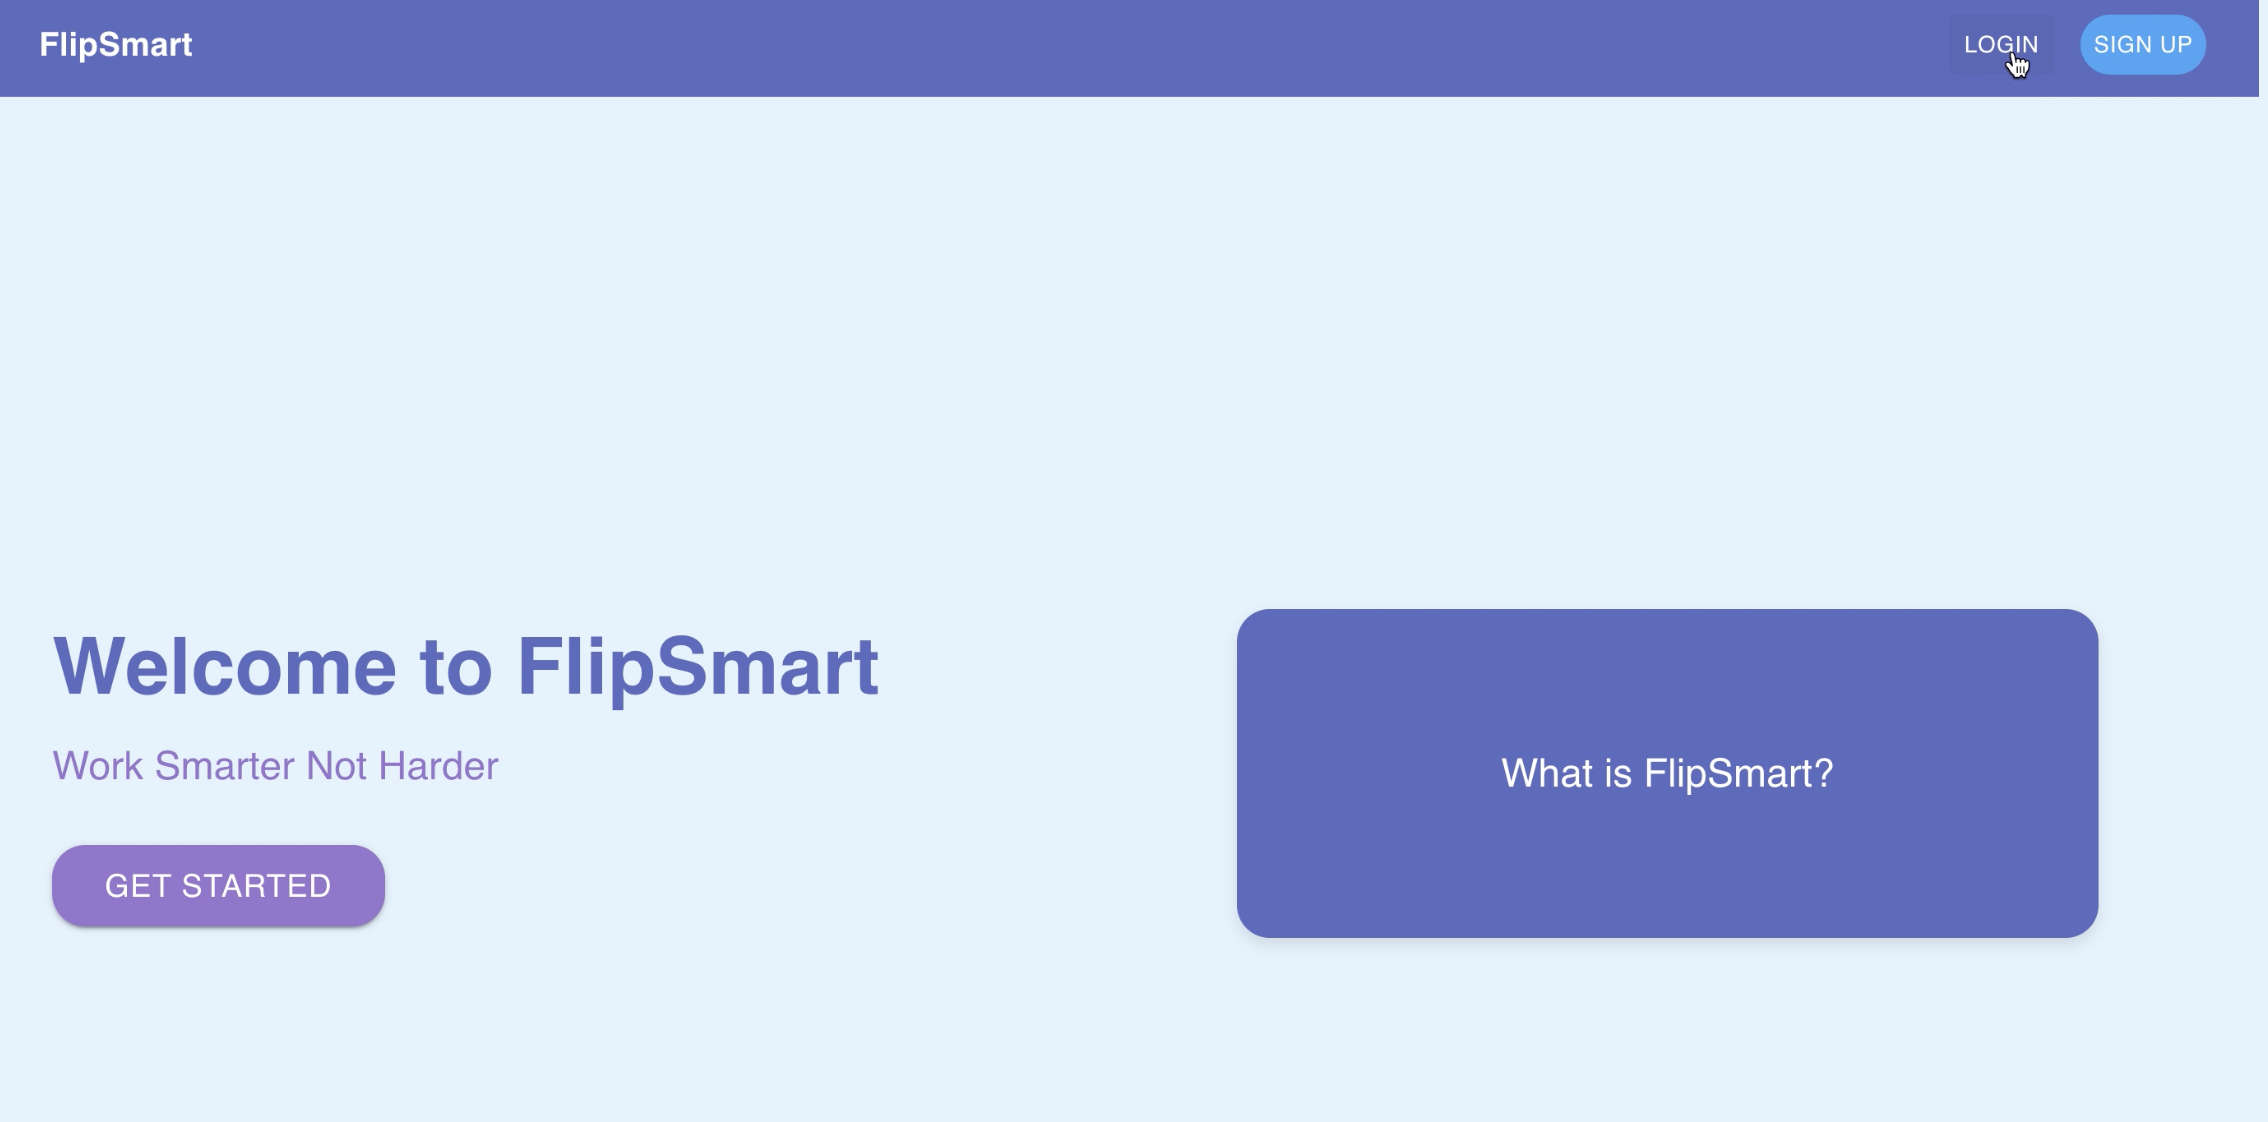 FlipSmart
LOGIN
SIGN UP
Welcome to FlipSmart
Work Smarter Not Harder
GET STARTED
What is FlipSmart?